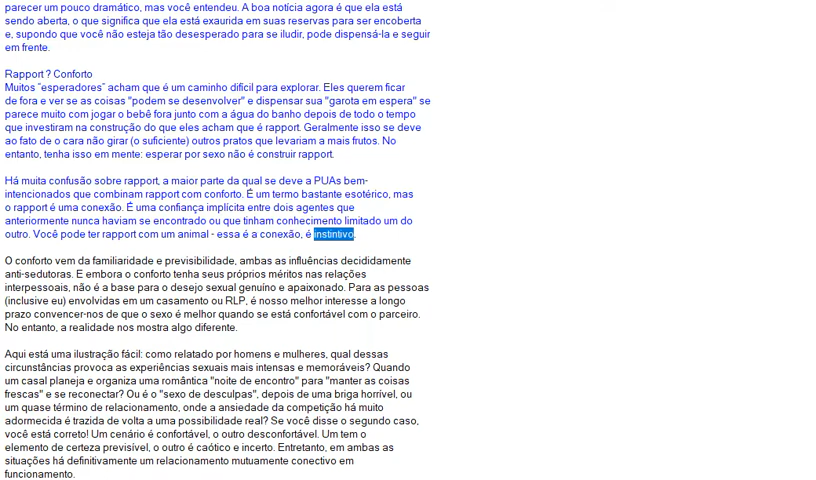 parecer um pouco dramático, mas você entendeu. A boa notícia agora é que ela está
sendo aberta, o que significa que ela está exaurida em suas reservas para ser encoberta
e, supondo que você não esteja tão desesperado para se iludir, pode dispensá-la e seguir
em frente.
Rapport ? Conforto
Muitos “esperadores” acham que é um caminho difícil para explorar. Eles querem ficar
de fora e ver se as coisas "podem se desenvolver" e dispensar sua "garota em espera" se
parece muito com jogar o bebê fora junto com a água do banho depois de todo o tempo
que investiram na construção do que eles acham que é rapport. Geralmente isso se deve
ao fato de o cara não girar (o suficiente) outros pratos que levariam a mais frutos. No
entanto, tenha isso em mente: esperar por sexo não é construir rapport.
Há muita confusão sobre rapport, a maior parte da qual se deve a PUAs bem-
intencionados que combinam rapport com conforto. É um termo bastante esotérico, mas
o rapport é uma conexão. É uma confiança implícita entre dois agentes que
anteriormente nunca haviam se encontrado ou que tinham conhecimento limitado um do
outro. Você pode ter rapport com um animal - essa é a conexão, é instintivo.
O conforto vem da familiaridade e previsibilidade, ambas as influências decididamente
anti-sedutoras. E embora o conforto tenha seus próprios méritos nas relações
interpessoais, não é a base para o desejo sexual genuíno e apaixonado. Para as pessoas
(inclusive eu) envolvidas em um casamento ou RLP, é nosso melhor interesse a longo
prazo convencer-nos de que o sexo é melhor quando se está confortável com o parceiro.
No entanto, a realidade nos mostra algo diferente.
Aqui está uma ilustração fácil: como relatado por homens e mulheres, qual dessas
circunstâncias provoca as experiências sexuais mais intensas e memoráveis? Quando
um casal planeja e organiza uma romântica "noite de encontro" para "manter as coisas
frescas" e se reconectar? Ou é o "sexo de desculpas", depois de uma briga horrível, ou
um quase término de relacionamento, onde a ansiedade da competição há muito
adormecida é trazida de volta a uma possibilidade real? Se você disse o segundo caso,
você está correto! Um cenário é confortável, o outro desconfortável. Um tem o
elemento de certeza previsível, o outro é caótico e incerto. Entretanto, em ambas as
situações há definitivamente um relacionamento mutuamente conectivo em
funcionamento.